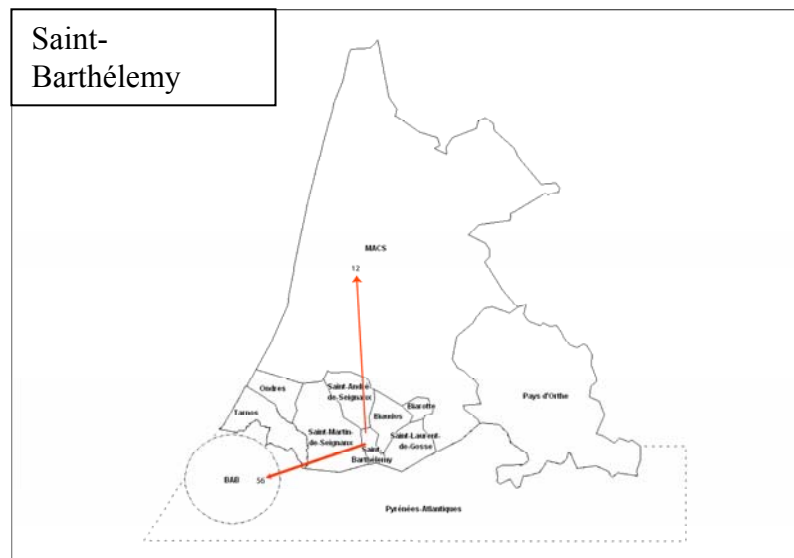 Saint-
Barthélemy
MACS
12
Ondres
Saint-André
de-Seignanx
Biarrotte
Biaudos
Pays d'Orthe
Tarnos
Saint-Martin
de-Seignanx
Saint-Laurent-
de-Gosse
Saint-
Barthélemy
BAB
56
Pyrénées-Atlantiques